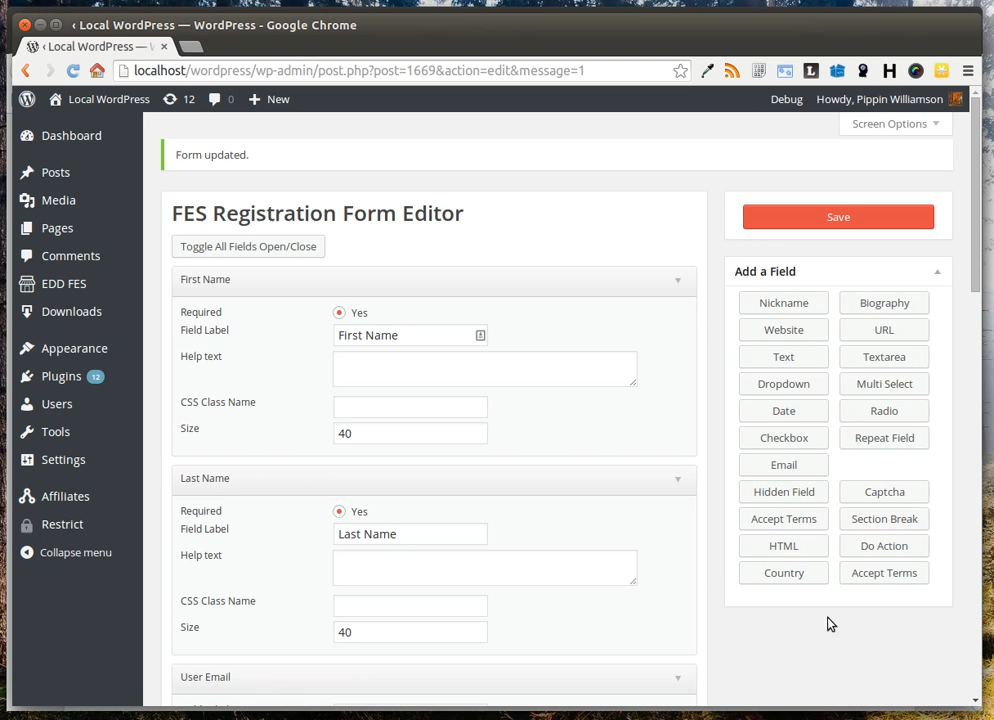 ‹ Local WordPress — WordPress - Google Chrome
‹ Local WordPress —
localhost/wordpress/wp-admin/post.php?post=1669&action=edit&message=1
Local WordPress 12 0 New Debug Howdy, Pippin Williamson
Screen Options
Dashboard
Posts
Media
Pages
Comments
EDD FES
Downloads
Appearance
Plugins 12
Users
Tools
Settings
Affiliates
Restrict
Collapse menu
Form updated.
FES Registration Form Editor
Toggle All Fields Open/Close
First Name
Required Yes
Field Label First Name
Help text
CSS Class Name
Size 40
Last Name
Required Yes
Field Label Last Name
Help text
CSS Class Name
Size 40
User Email
Save
Add a Field
Nickname Biography
Website URL
Text Textarea
Dropdown Multi Select
Date Radio
Checkbox Repeat Field
Email
Hidden Field Captcha
Accept Terms Section Break
HTML Do Action
Country Accept Terms